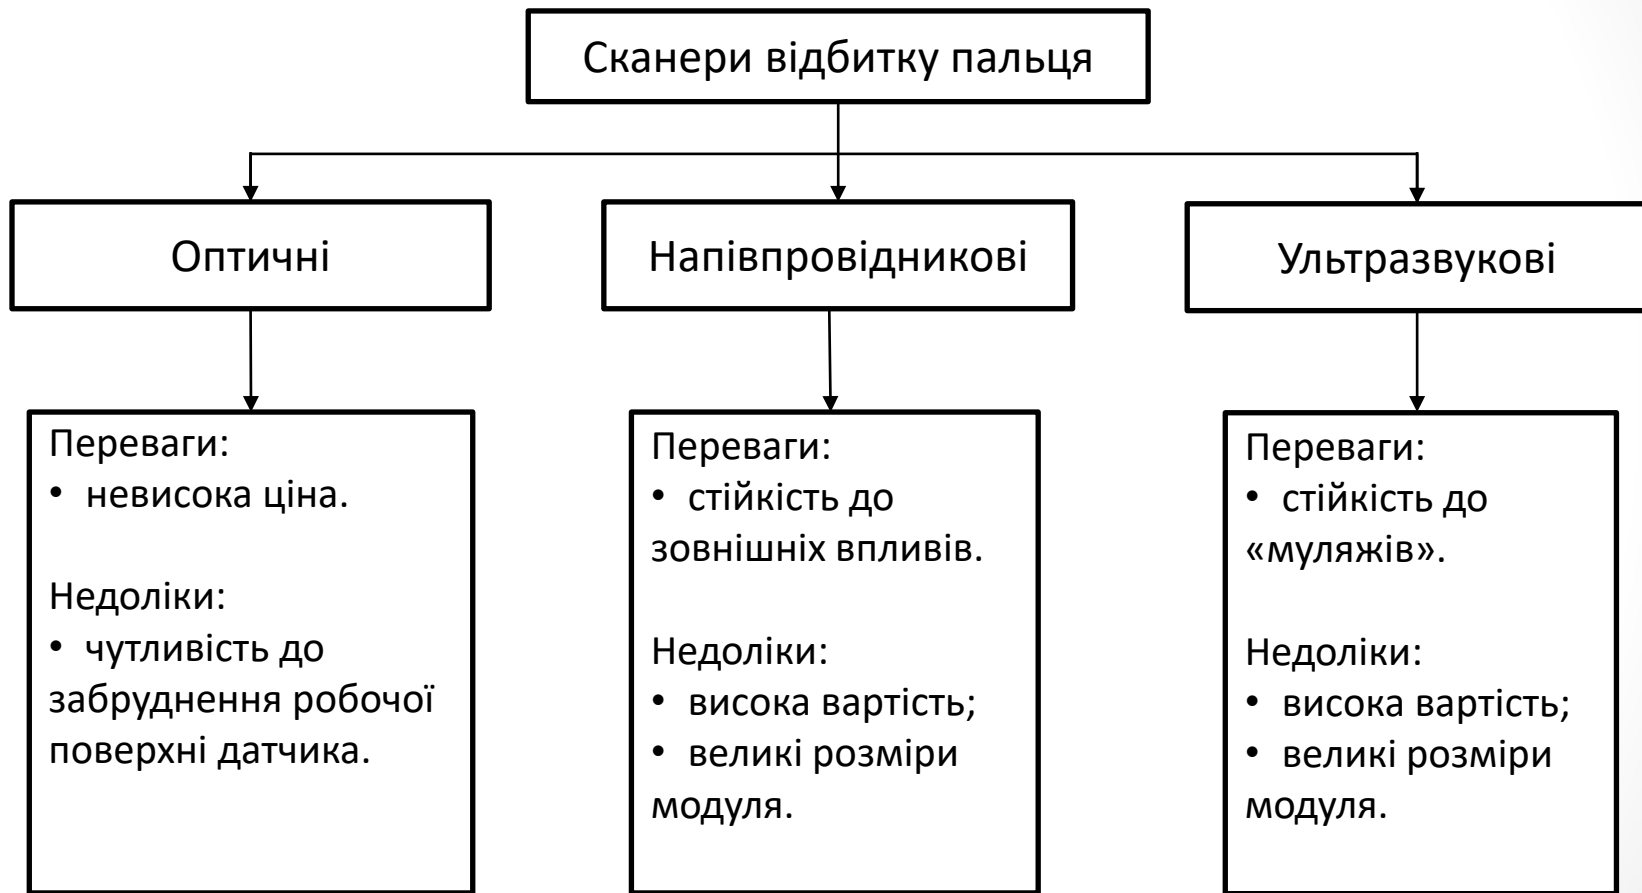 Сканери відбитку пальця
Оптичні
Напівпровідникові
Ультразвукові
Переваги:
• невисока ціна.
Недоліки:
• чутливість до
забруднення робочої
поверхні датчика.
Переваги:
• стійкість до
зовнішніх впливів.
Недоліки:
• висока вартість;
• великі розміри
модуля.
Переваги:
• стійкість до
«муляжів».
Недоліки:
• висока вартість;
• великі розміри
модуля.